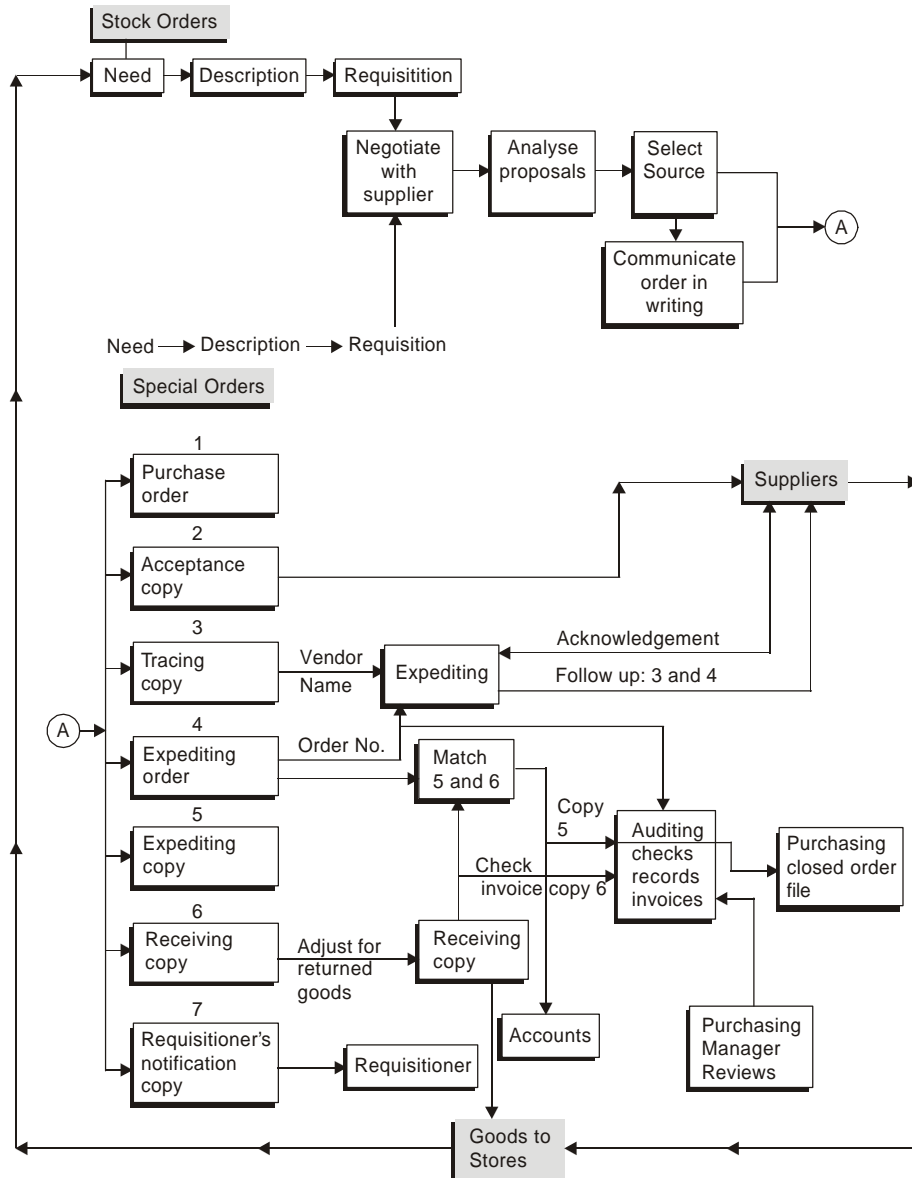 Stock Orders
Need
Description
Requisitition
Negotiate
with
supplier
Analyse
proposals
Select
Source
A
Communicate
order in
writing
Need
Description
Requisition
Special Orders
1
Purchase
order
Suppliers
2
Acceptance
copy
3
Tracing
copy
Vendor
Name
Expediting
Acknowledgement
Follow up: 3 and 4
A
4
Expediting
order
Order No.
Match
5 and 6
5
Expediting
copy
Copy
5
Check
invoice copy 6
Auditing
checks
records
invoices
Purchasing
closed order
file
6
Receiving
copy
Adjust for
returned
goods
Receiving
copy
7
Requisitioner's
notification
copy
Requisitioner
Accounts
Purchasing
Manager
Reviews
Goods to
Stores